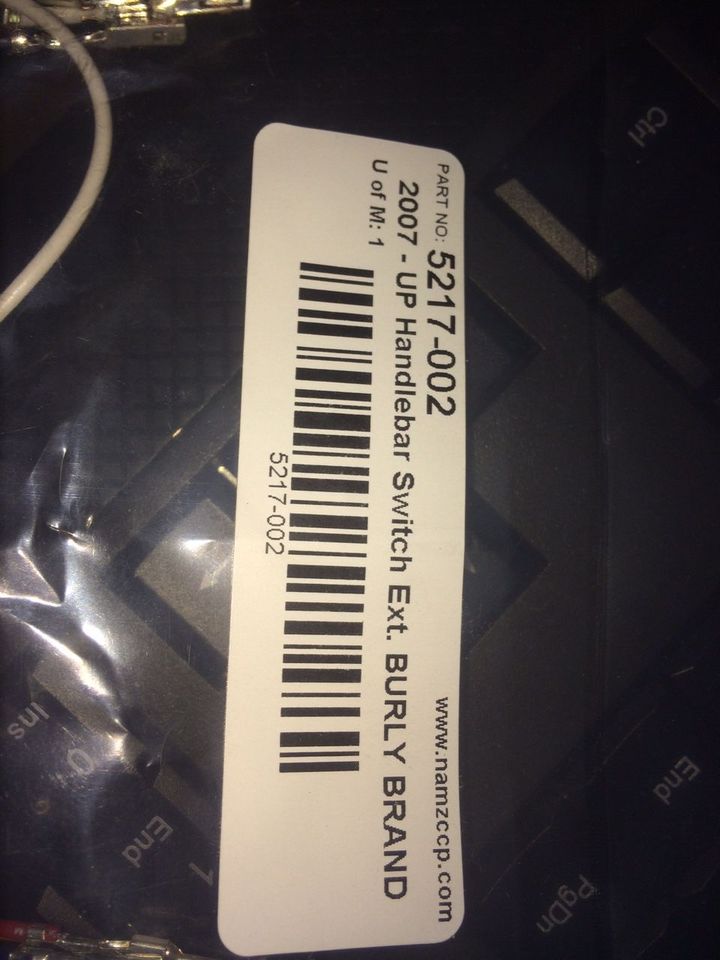 PART NO: 5217-002 www.namzccp.com
2007 - UP Handlebar Switch Ext. BURLY BRAND
U of M: 1
5217-002
Ctrl
End
PgDn
Ins
0
End
1